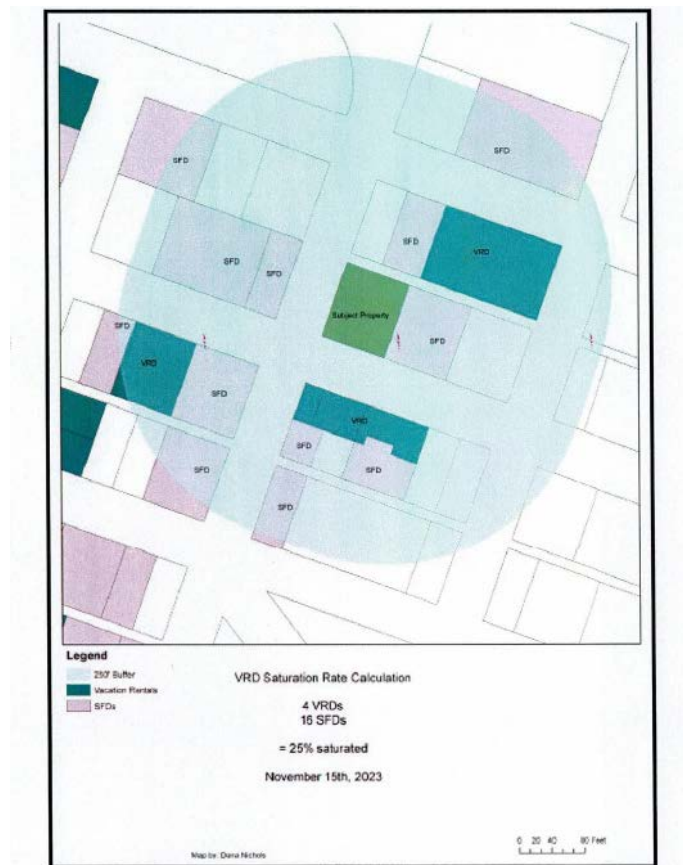 SFD
SFD
SFD
VRD
SFD
SFD
Subject Property
SFD
SFD
VRD
SFD
VRD
SFD
SFD
SFD
SFD
Legend
250' Buffer
Vacation Rentals
SFDs
VRD Saturation Rate Calculation
4 VRDs
16 SFDs
= 25% saturated
November 15th, 2023
Map by: Dana Nichols
0 20 40 80 Feet